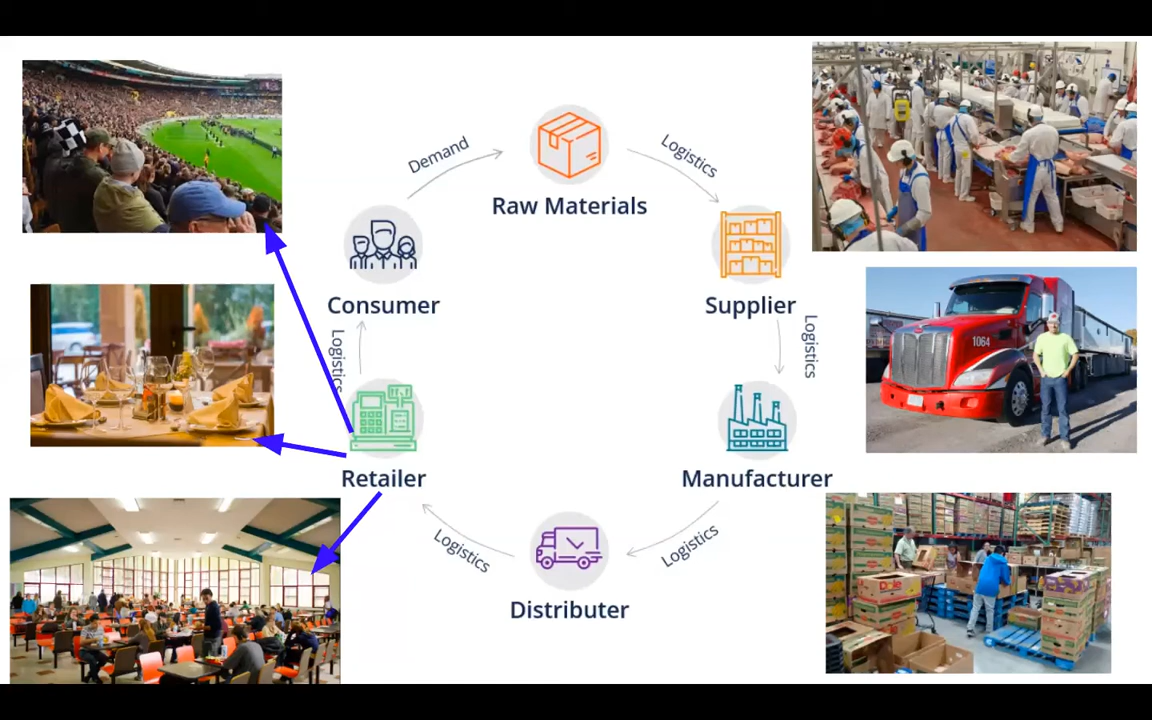 Demand
Logistics
Raw Materials
Consumer
Supplier
Logistics
Logistics
Retailer
Manufacturer
Logistics
Logistics
Distributer
1064
Dole